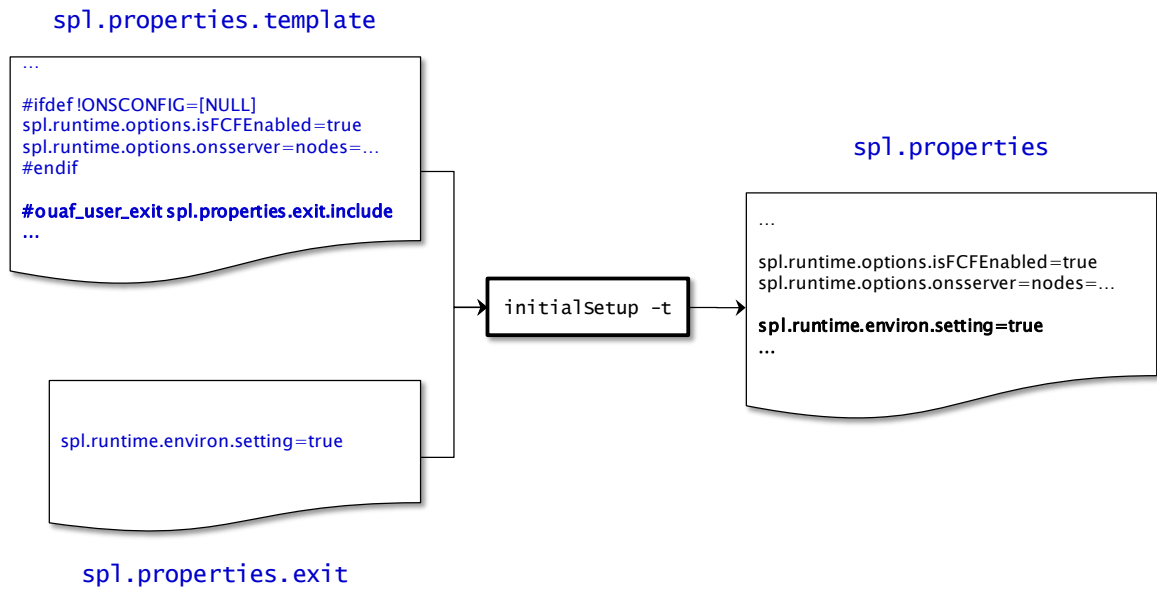 spl.properties.template
...
#ifdef !ONSCONFIG=[NULL]
spl.runtime.options.isFCFEnabled=true
spl.runtime.options.onsserver=nodes=...
#endif
#ouaf_user_exit spl.properties.exit.include
...
spl.runtime.environ.setting=true
spl.properties.exit
initialSetup -t
spl.properties
...
spl.runtime.options.isFCFEnabled=true
spl.runtime.options.onsserver=nodes=...
spl.runtime.environ.setting=true
...